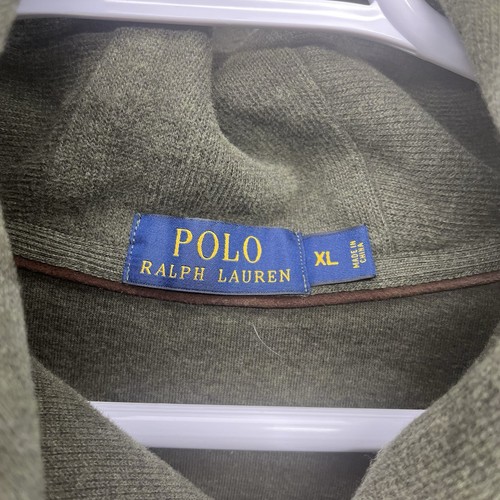 POLO
RALPH LAUREN
XL
MADE IN
CHINA